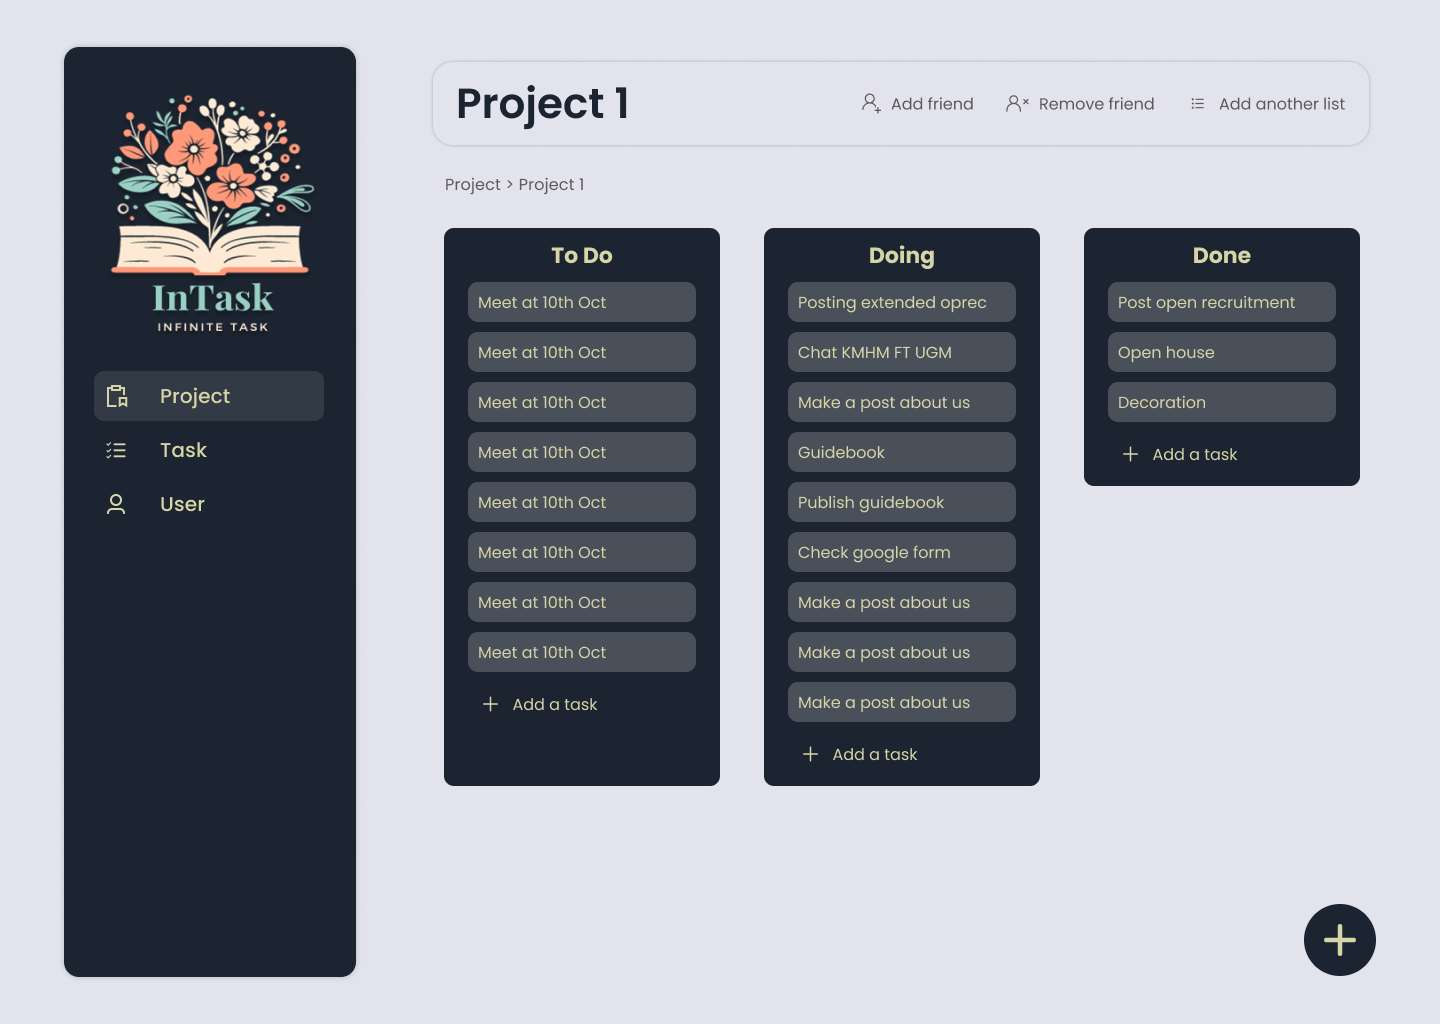 InTask
INFINITE TASK
Project
Task
User
Project 1
Add friend
Remove friend
Add another list
Project > Project 1
To Do
Meet at 10th Oct
Meet at 10th Oct
Meet at 10th Oct
Meet at 10th Oct
Meet at 10th Oct
Meet at 10th Oct
Meet at 10th Oct
Meet at 10th Oct
Add a task
Doing
Posting extended oprec
Chat KMHM FT UGM
Make a post about us
Guidebook
Publish guidebook
Check google form
Make a post about us
Make a post about us
Make a post about us
Add a task
Done
Post open recruitment
Open house
Decoration
Add a task